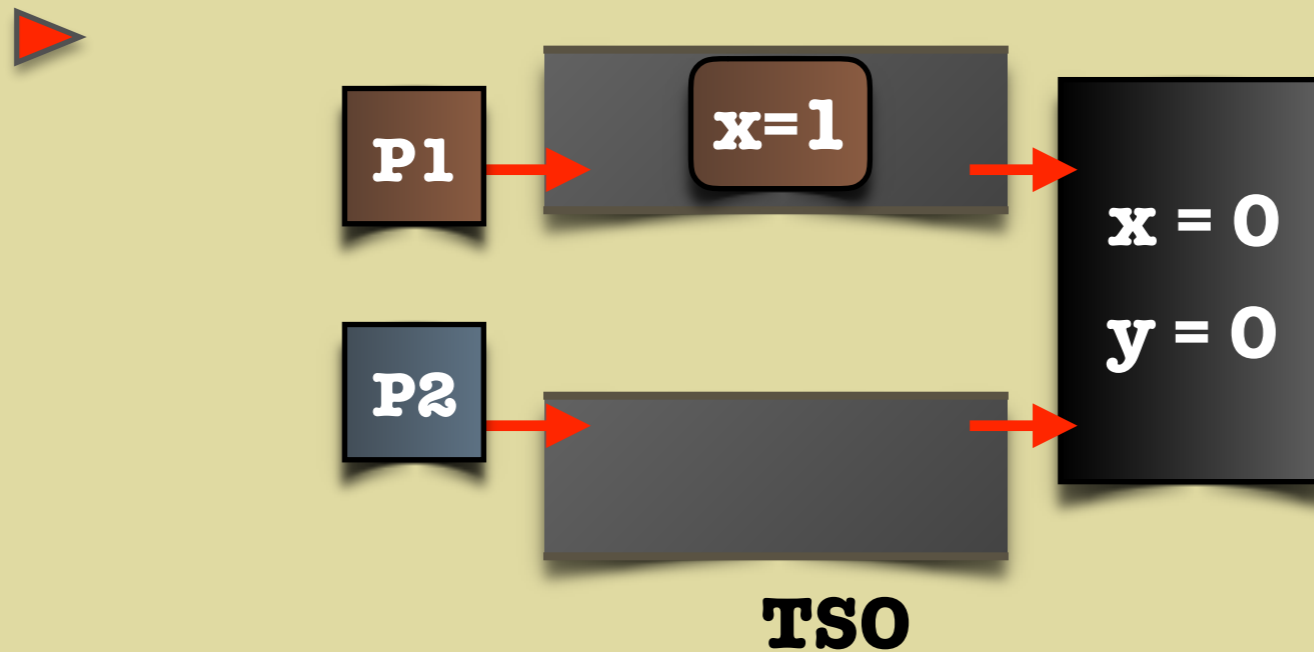 x=1
P1
x = 0
y = 0
P2
TSO